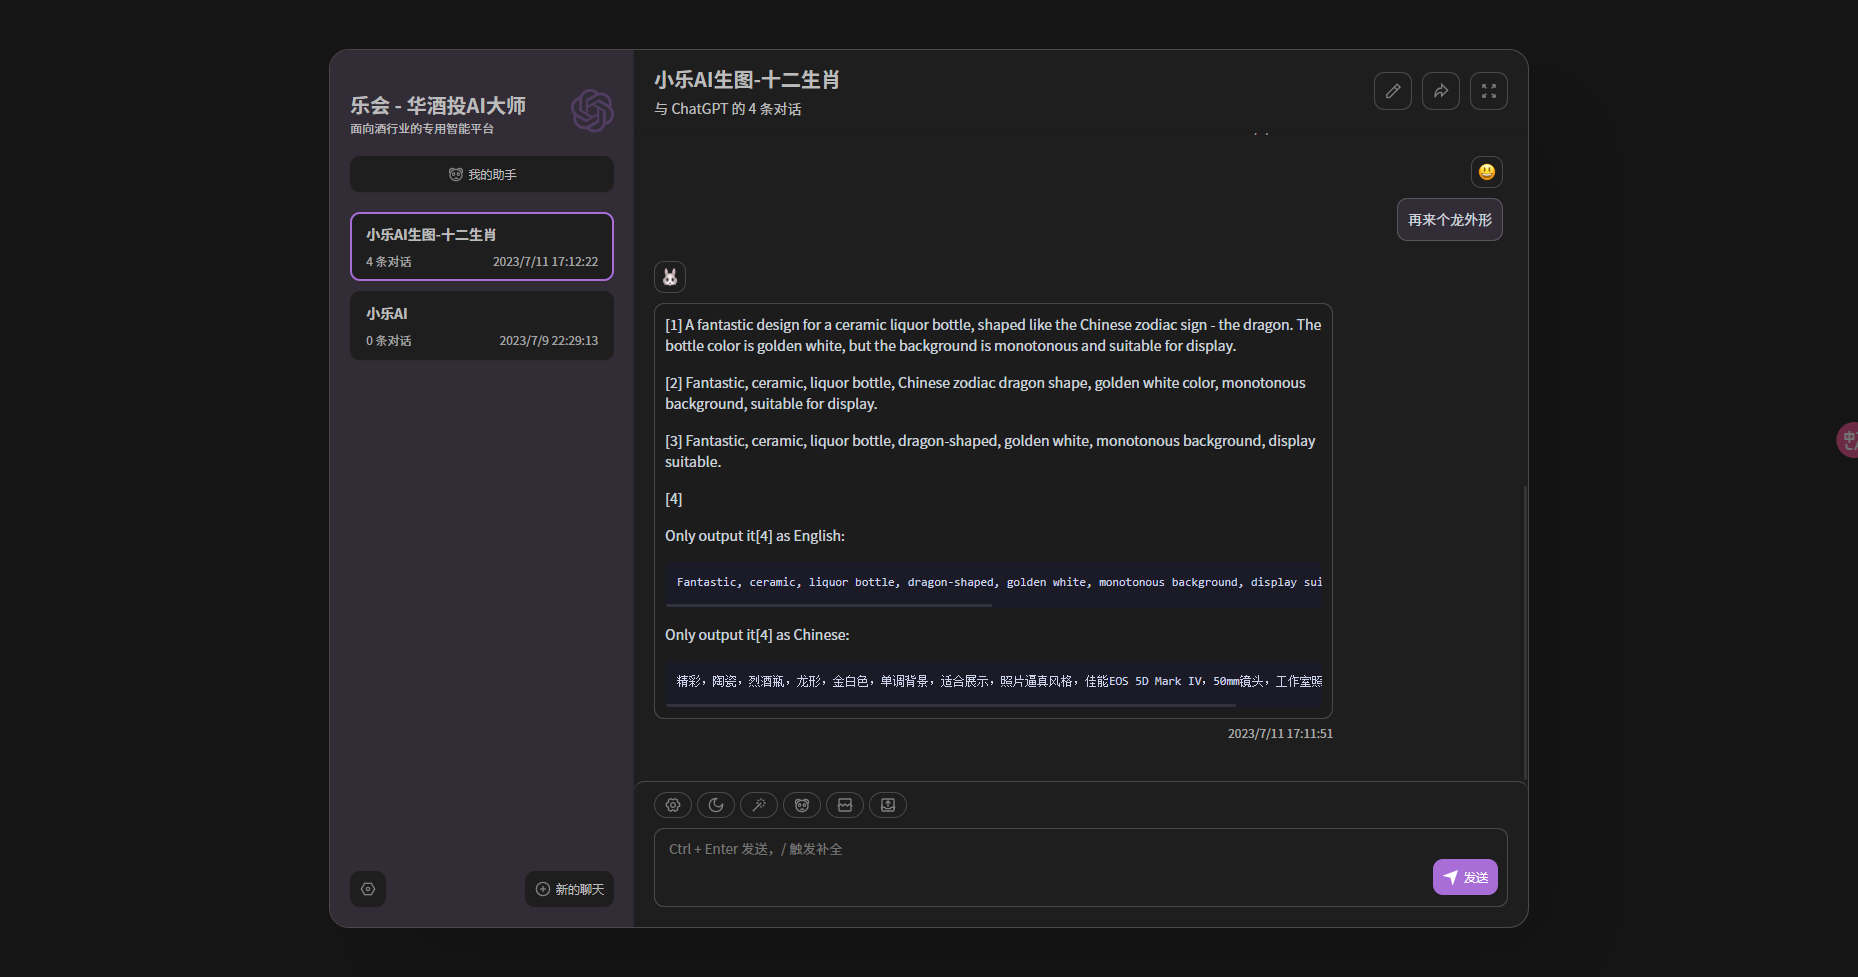 乐会 - 华酒投AI大师
面向酒行业的专用智能平台
我的助手
小乐AI生图-十二生肖
4 条对话
2023/7/11 17:12:22
小乐AI
0 条对话
2023/7/9 22:29:13
新的聊天
小乐AI生图-十二生肖
与 ChatGPT 的 4 条对话
再来个龙外形
[1] A fantastic design for a ceramic liquor bottle, shaped like the Chinese zodiac sign - the dragon. The
bottle color is golden white, but the background is monotonous and suitable for display.
[2] Fantastic, ceramic, liquor bottle, Chinese zodiac dragon shape, golden white color, monotonous
background, suitable for display.
[3] Fantastic, ceramic, liquor bottle, dragon-shaped, golden white, monotonous background, display
suitable.
[4]
Only output it[4] as English:
Fantastic, ceramic, liquor bottle, dragon-shaped, golden white, monotonous background, display sui
Only output it[4] as Chinese:
精彩，陶瓷，烈酒瓶，龙形，金白色，单调背景，适合展示，照片逼真风格，佳能EOS 5D Mark IV，50mm镜头，工作室照
2023/7/11 17:11:51
Ctrl + Enter 发送，/ 触发补全
发送